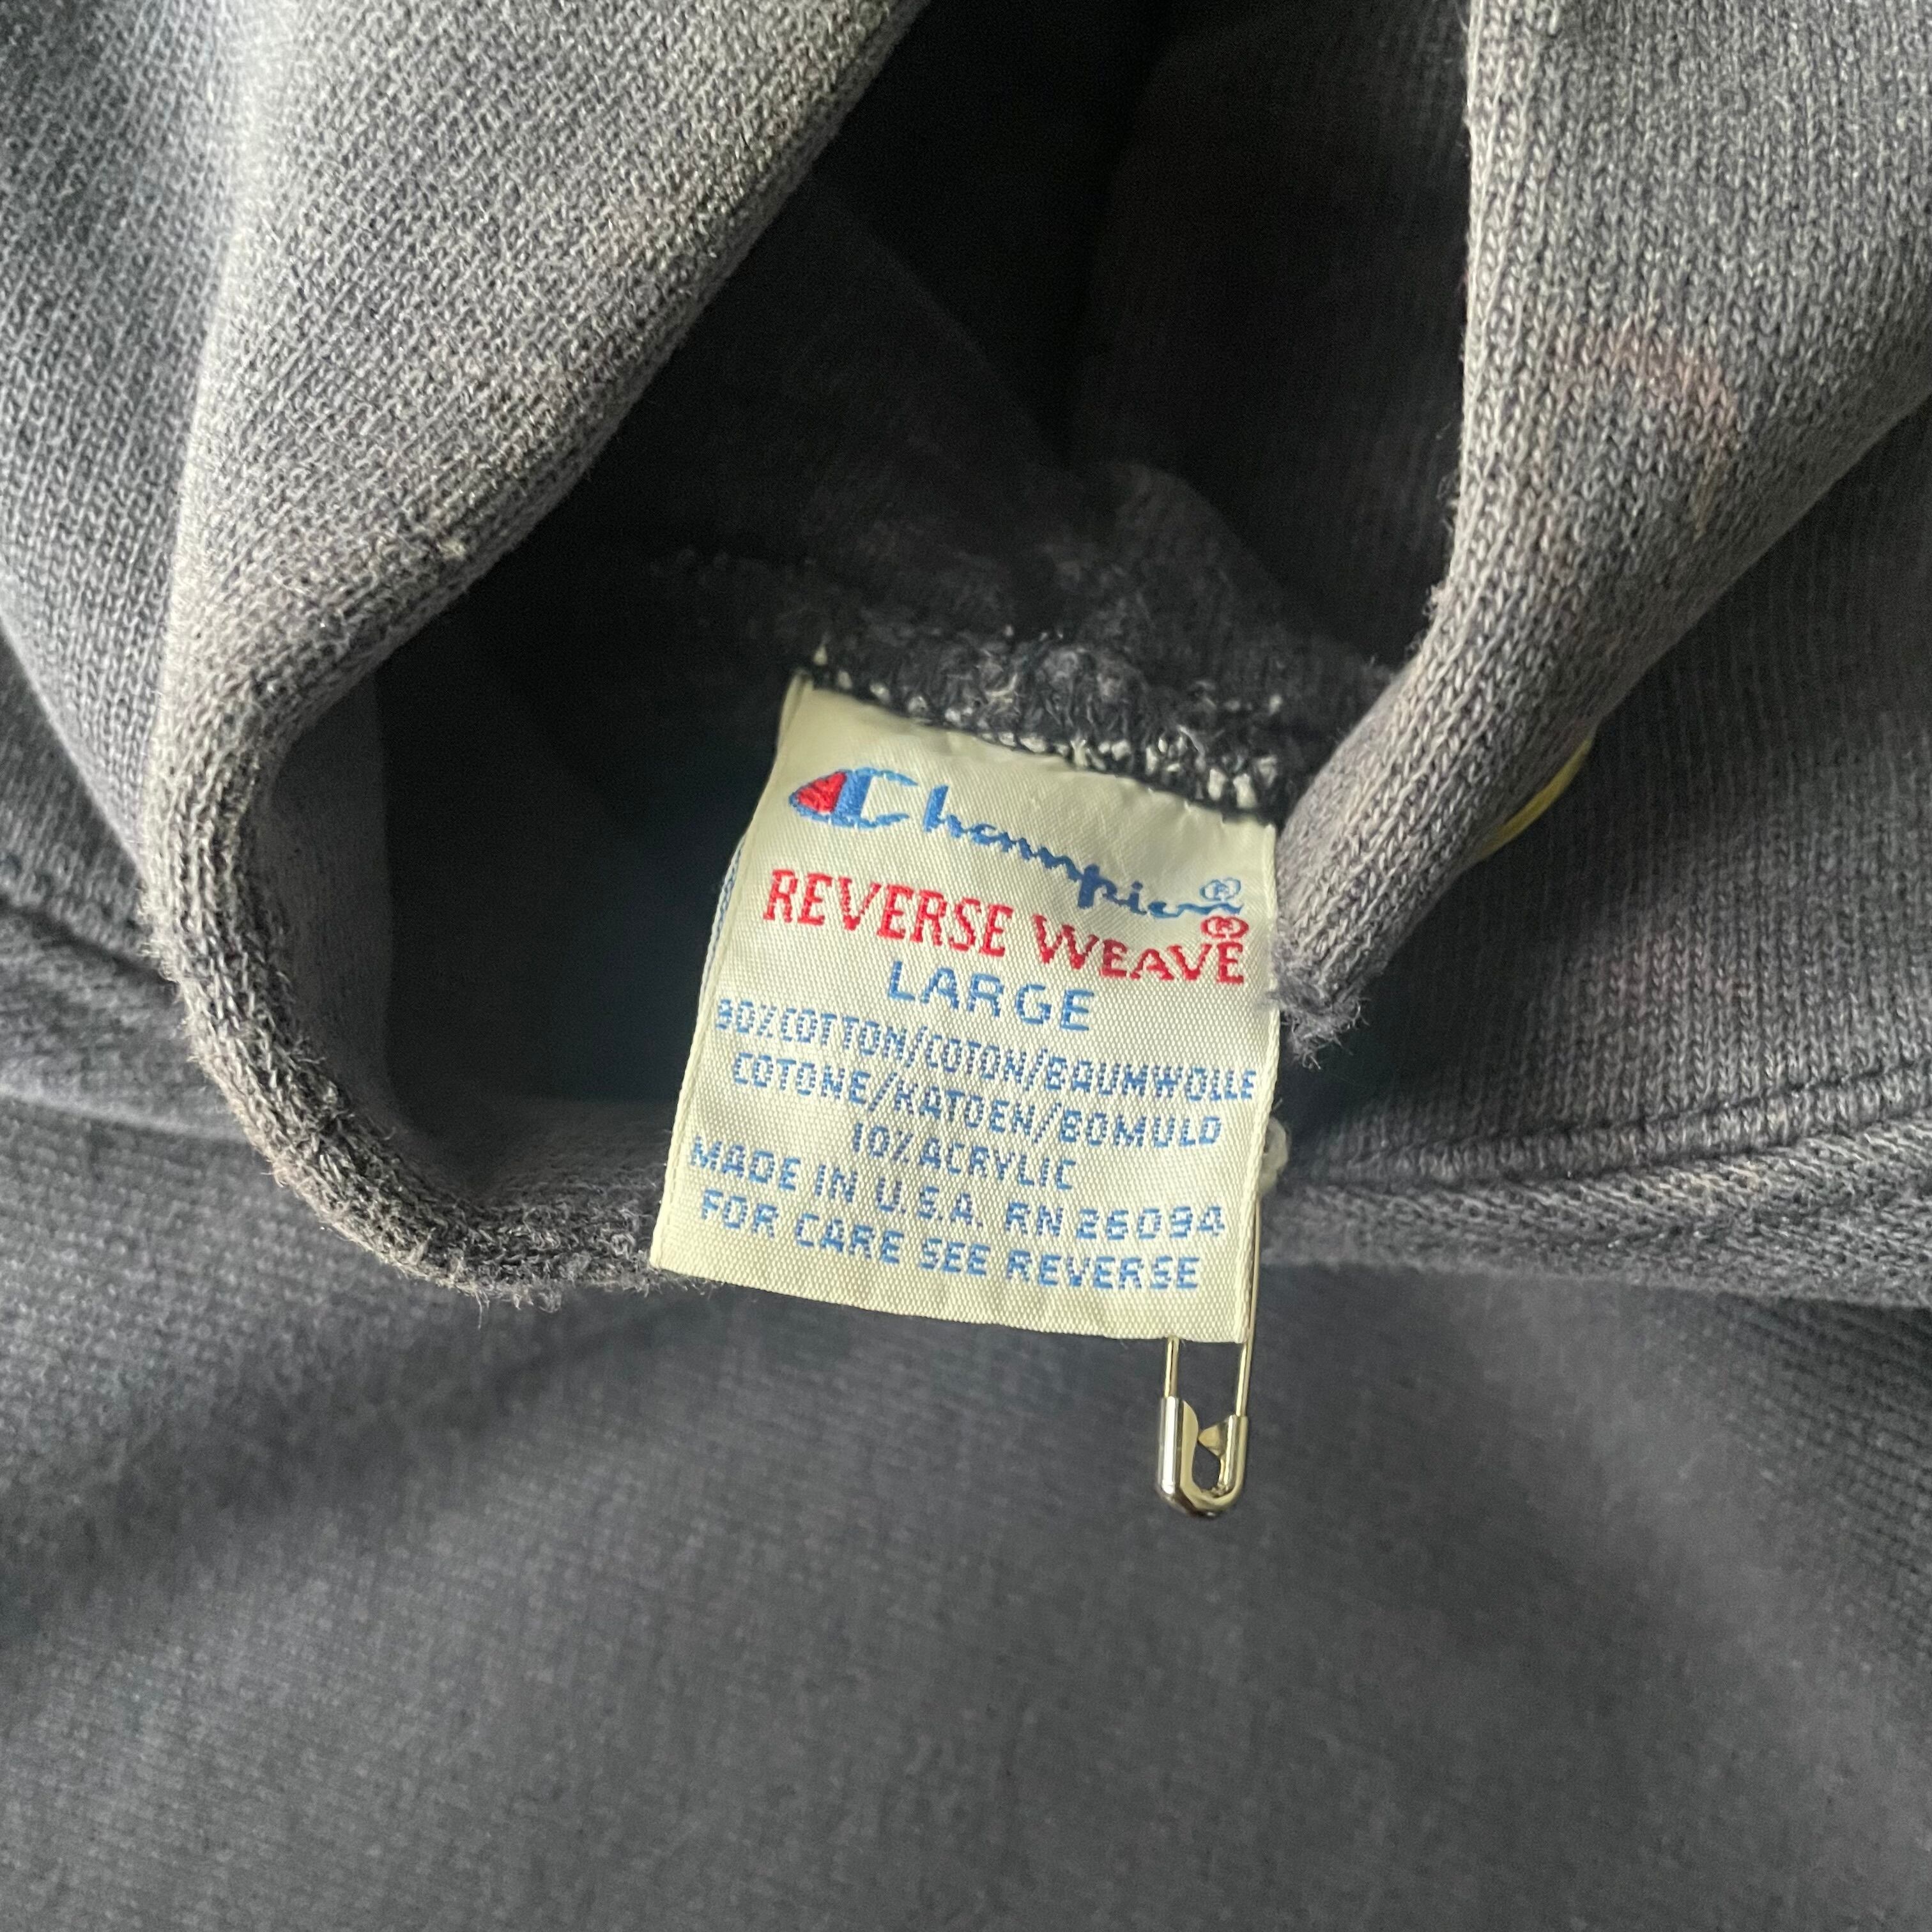 Champion®
REVERSE WEAVE®
LARGE
90% COTTON/COTON/BAUMWOLLE
COTONE/KATOEN/BOMULD
10% ACRYLIC
MADE IN U.S.A. RN 26094
FOR CARE SEE REVERSE